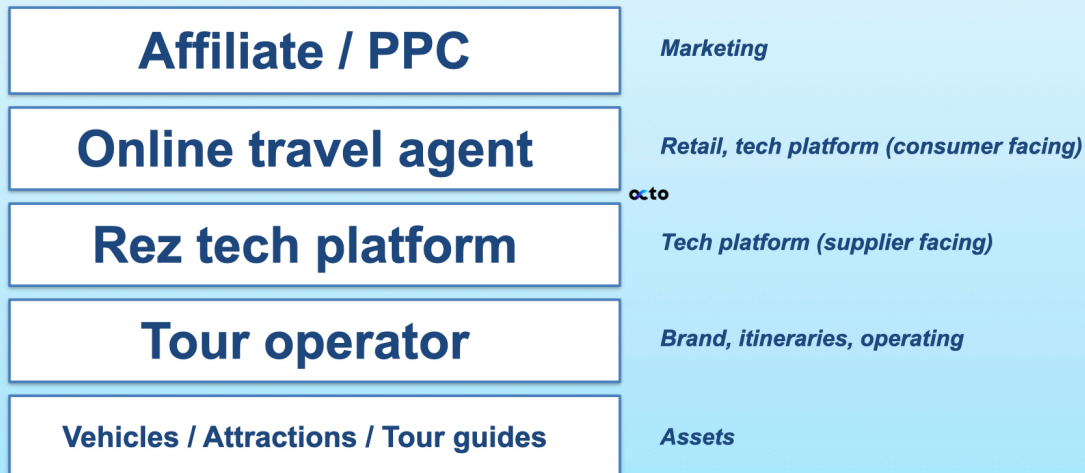 Affiliate / PPC
Marketing
Online travel agent
Retail, tech platform (consumer facing)
octo
Rez tech platform
Tech platform (supplier facing)
Tour operator
Brand, itineraries, operating
Vehicles / Attractions / Tour guides
Assets